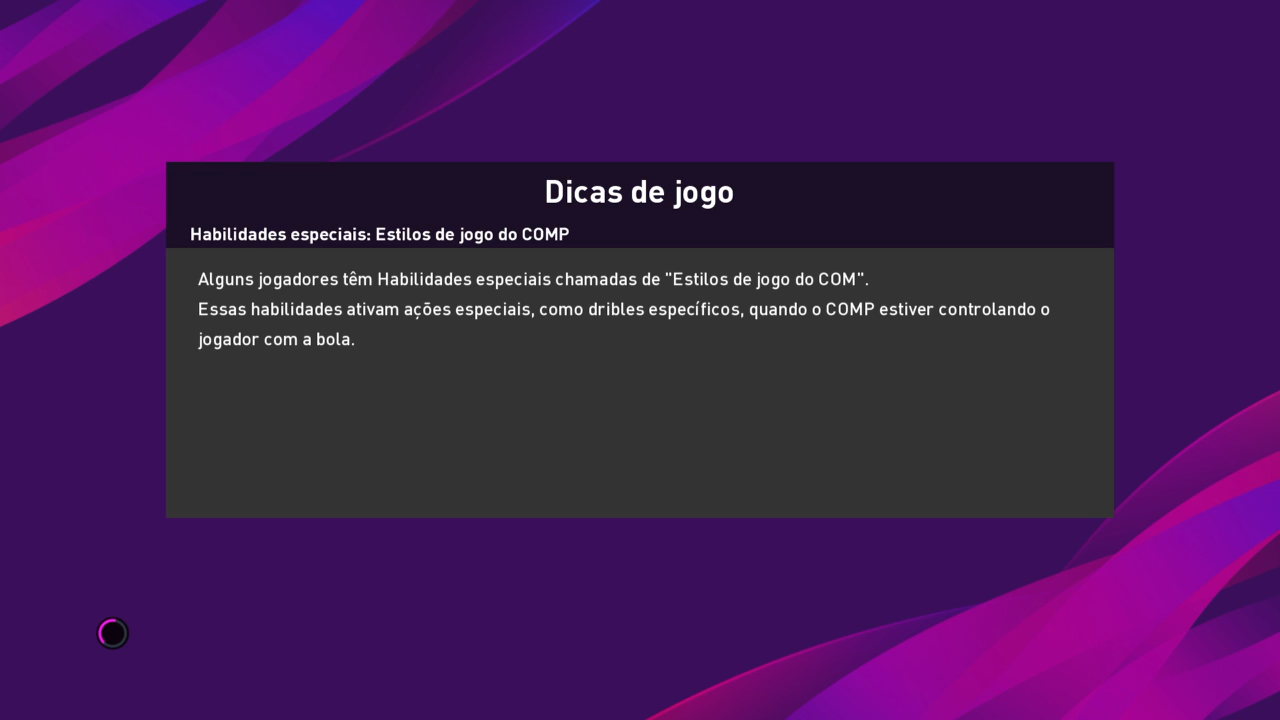 Dicas de jogo
Habilidades especiais: Estilos de jogo do COMP
Alguns jogadores têm Habilidades especiais chamadas de "Estilos de jogo do COM".
Essas habilidades ativam ações especiais, como dribles específicos, quando o COMP estiver controlando o
jogador com a bola.